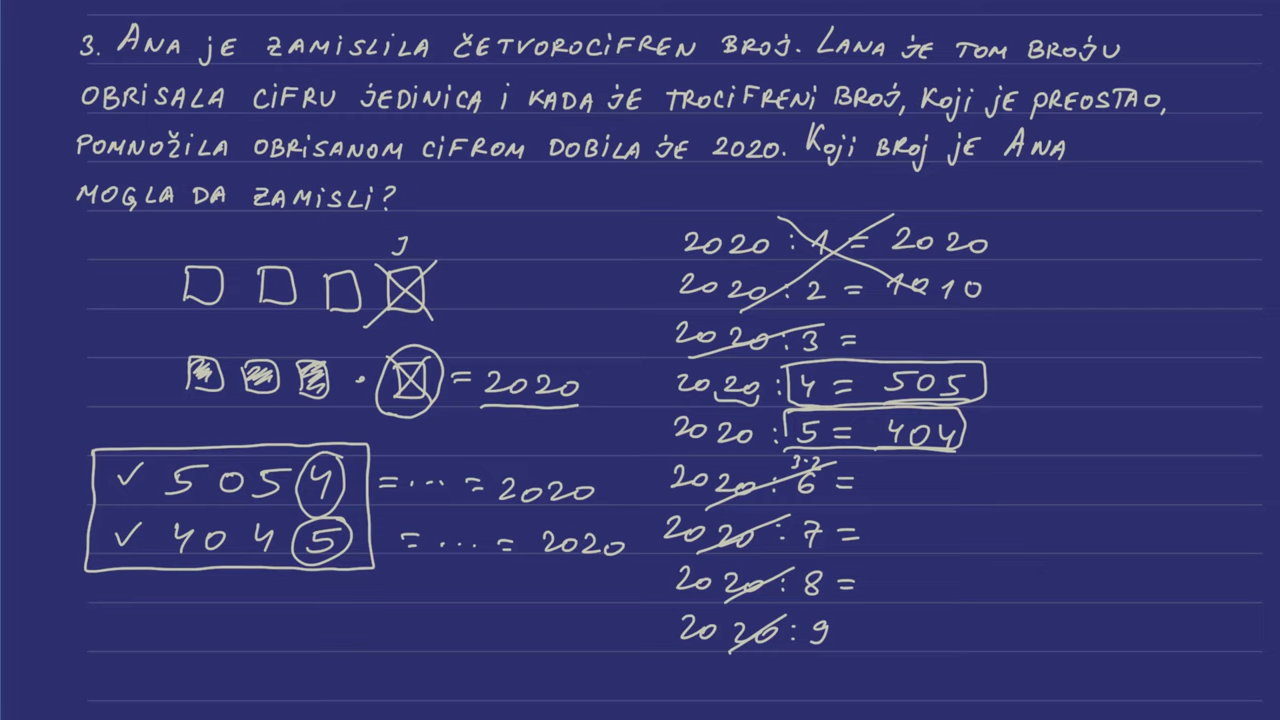 3. ANA JE ZAMISLILA ČETVOROCIFREN BROJ. LANA JE TOM BROJU
OBRISALA CIFRU JEDINICA I KADA JE TROCIFRENI BROJ, KOJI JE PREOSTAO,
POMNOŽILA OBRISANOM CIFROM DOBILA JE 2020. KOJI BROJ JE ANA
MOGLA DA ZAMISLI?
J
· = 2020
✓ 5054 = ... = 2020
✓ 4045 = ... = 2020
2020 : 1 = 2020
2020 : 2 = 1010
2020 : 3 =
2020 : 4 = 505
2020 : 5 = 404
3·2
2020 : 6 =
2020 : 7 =
2020 : 8 =
2020 : 9